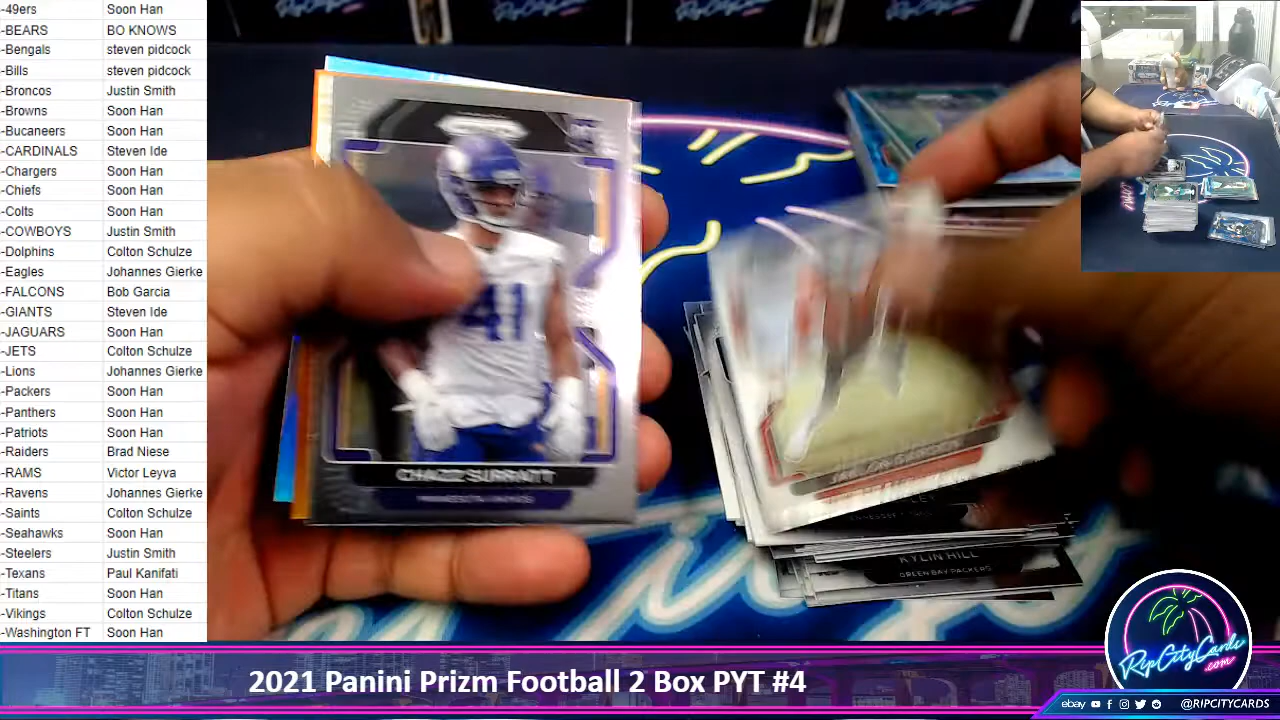 -49ers Soon Han
-BEARS BO KNOWS
-Bengals steven pidcock
-Bills steven pidcock
-Broncos Justin Smith
-Browns Soon Han
-Bucaneers Soon Han
-CARDINALS Steven Ide
-Chargers Soon Han
-Chiefs Soon Han
-Colts Soon Han
-COWBOYS Justin Smith
-Dolphins Colton Schulze
-Eagles Johannes Gierke
-FALCONS Bob Garcia
-GIANTS Steven Ide
-JAGUARS Soon Han
-JETS Colton Schulze
-Lions Johannes Gierke
-Packers Soon Han
-Panthers Soon Han
-Patriots Soon Han
-Raiders Brad Niese
-RAMS Victor Leyva
-Ravens Johannes Gierke
-Saints Colton Schulze
-Seahawks Soon Han
-Steelers Justin Smith
-Texans Paul Kanifati
-Titans Soon Han
-Vikings Colton Schulze
-Washington FT Soon Han
41
CHAZZ SURRATT
MINNESOTA VIKINGS
KYLIN HILL
GREEN BAY PACKERS
2021 Panini Prizm Football 2 Box PYT #4
RipCityCards
.com
ebay @RIPCITYCARDS